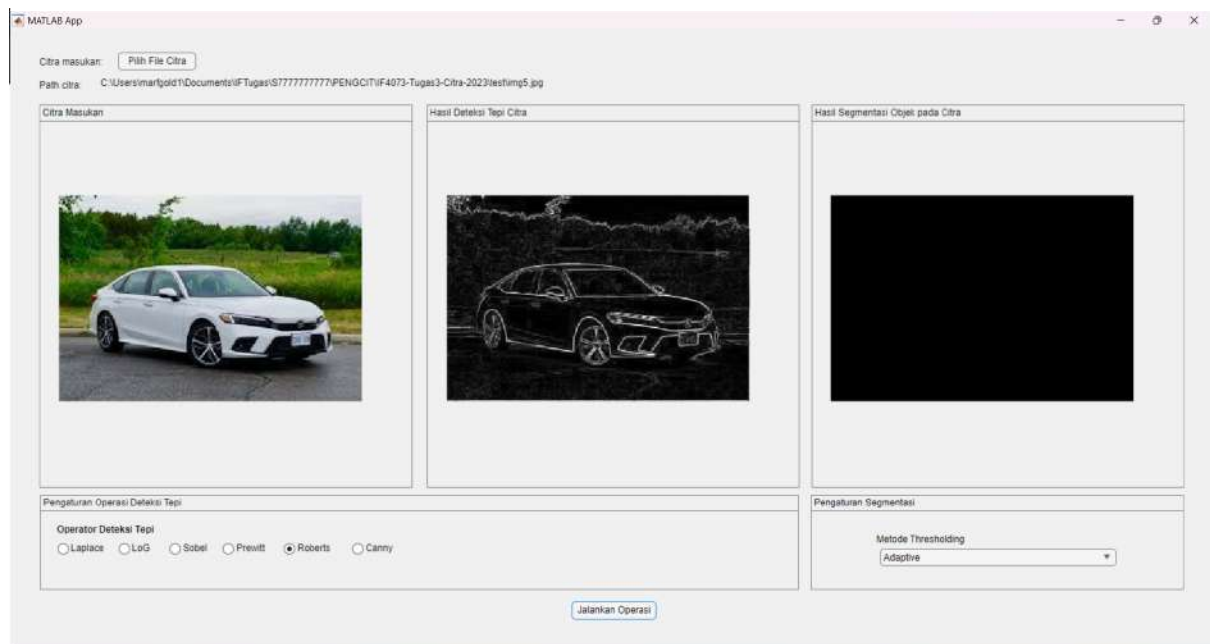 MATLAB App
Citra masukan: Pilih File Citra
Path citra: C:\Users\marfgold1\Documents\IFTugas\S7777777777\PENGCIT\IF4073-Tugas3-Citra-2023\test\img5.jpg
Citra Masukan
Hasil Deteksi Tepi Citra
Hasil Segmentasi Objek pada Citra
Pengaturan Operasi Deteksi Tepi
Operator Deteksi Tepi
Laplace LoG Sobel Prewitt Roberts Canny
Pengaturan Segmentasi
Metode Thresholding
Adaptive
Jalankan Operasi